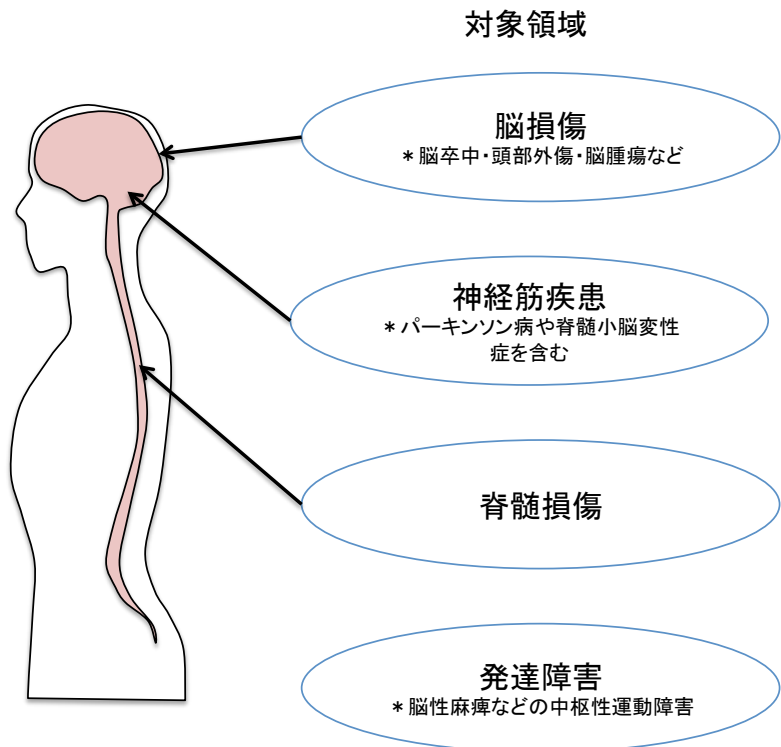 対象領域
脳損傷
*脳卒中・頭部外傷・脳腫瘍など
神経筋疾患
*パーキンソン病や脊髄小脳変性
症を含む
脊髄損傷
発達障害
*脳性麻痺などの中枢性運動障害